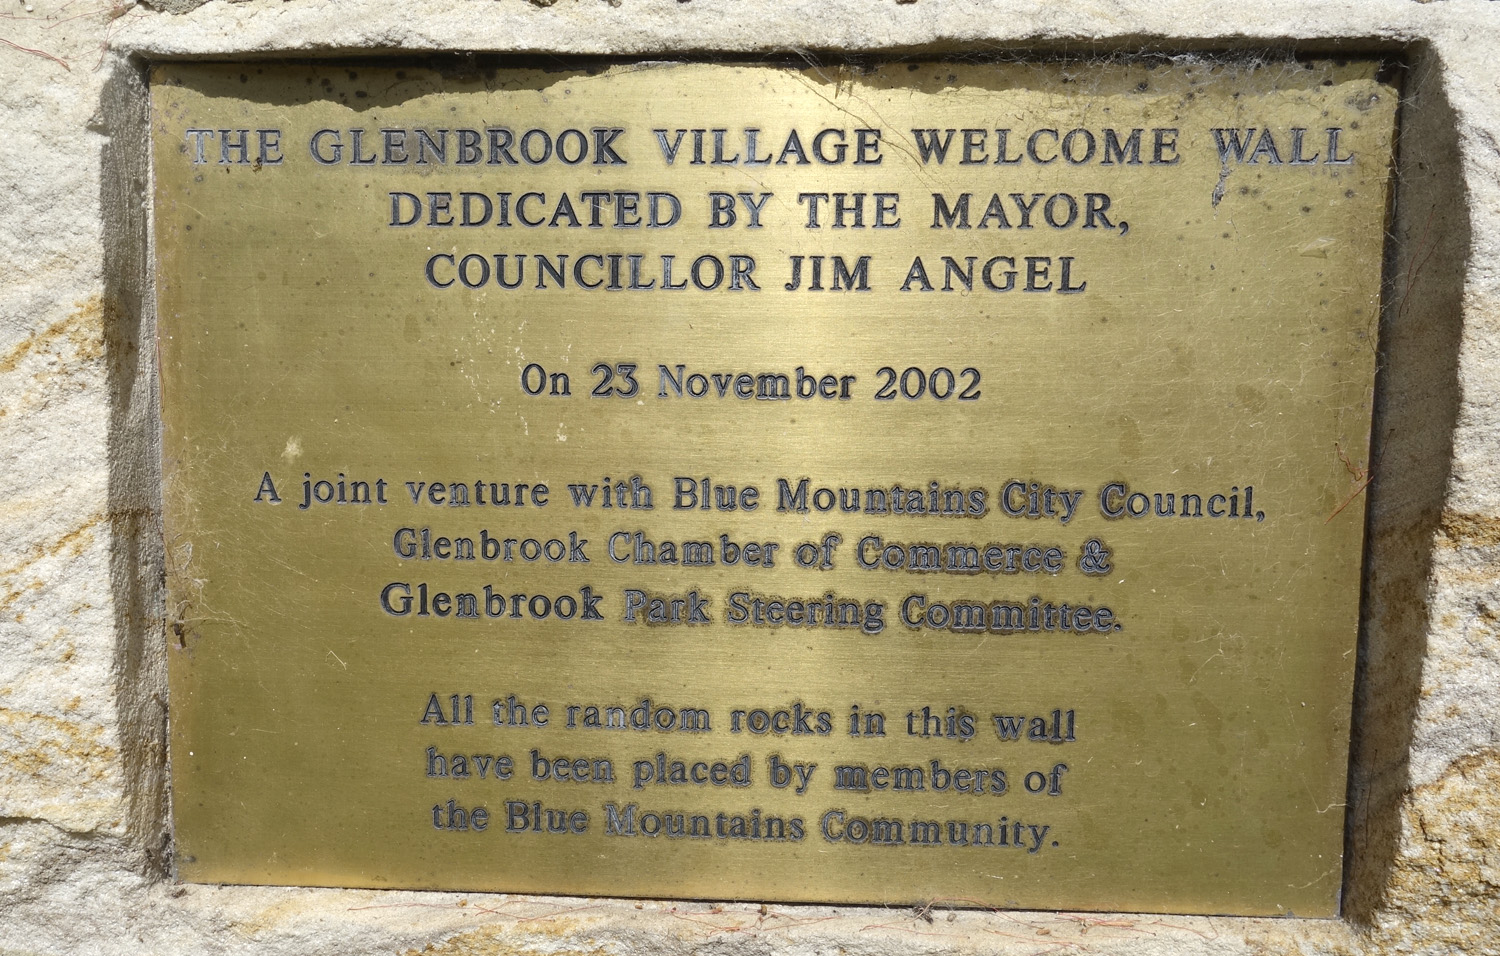 THE GLENBROOK VILLAGE WELCOME WALL
DEDICATED BY THE MAYOR,
COUNCILLOR JIM ANGEL
On 23 November 2002
A joint venture with Blue Mountains City Council,
Glenbrook Chamber of Commerce &
Glenbrook Park Steering Committee.
All the random rocks in this wall
have been placed by members of
the Blue Mountains Community.